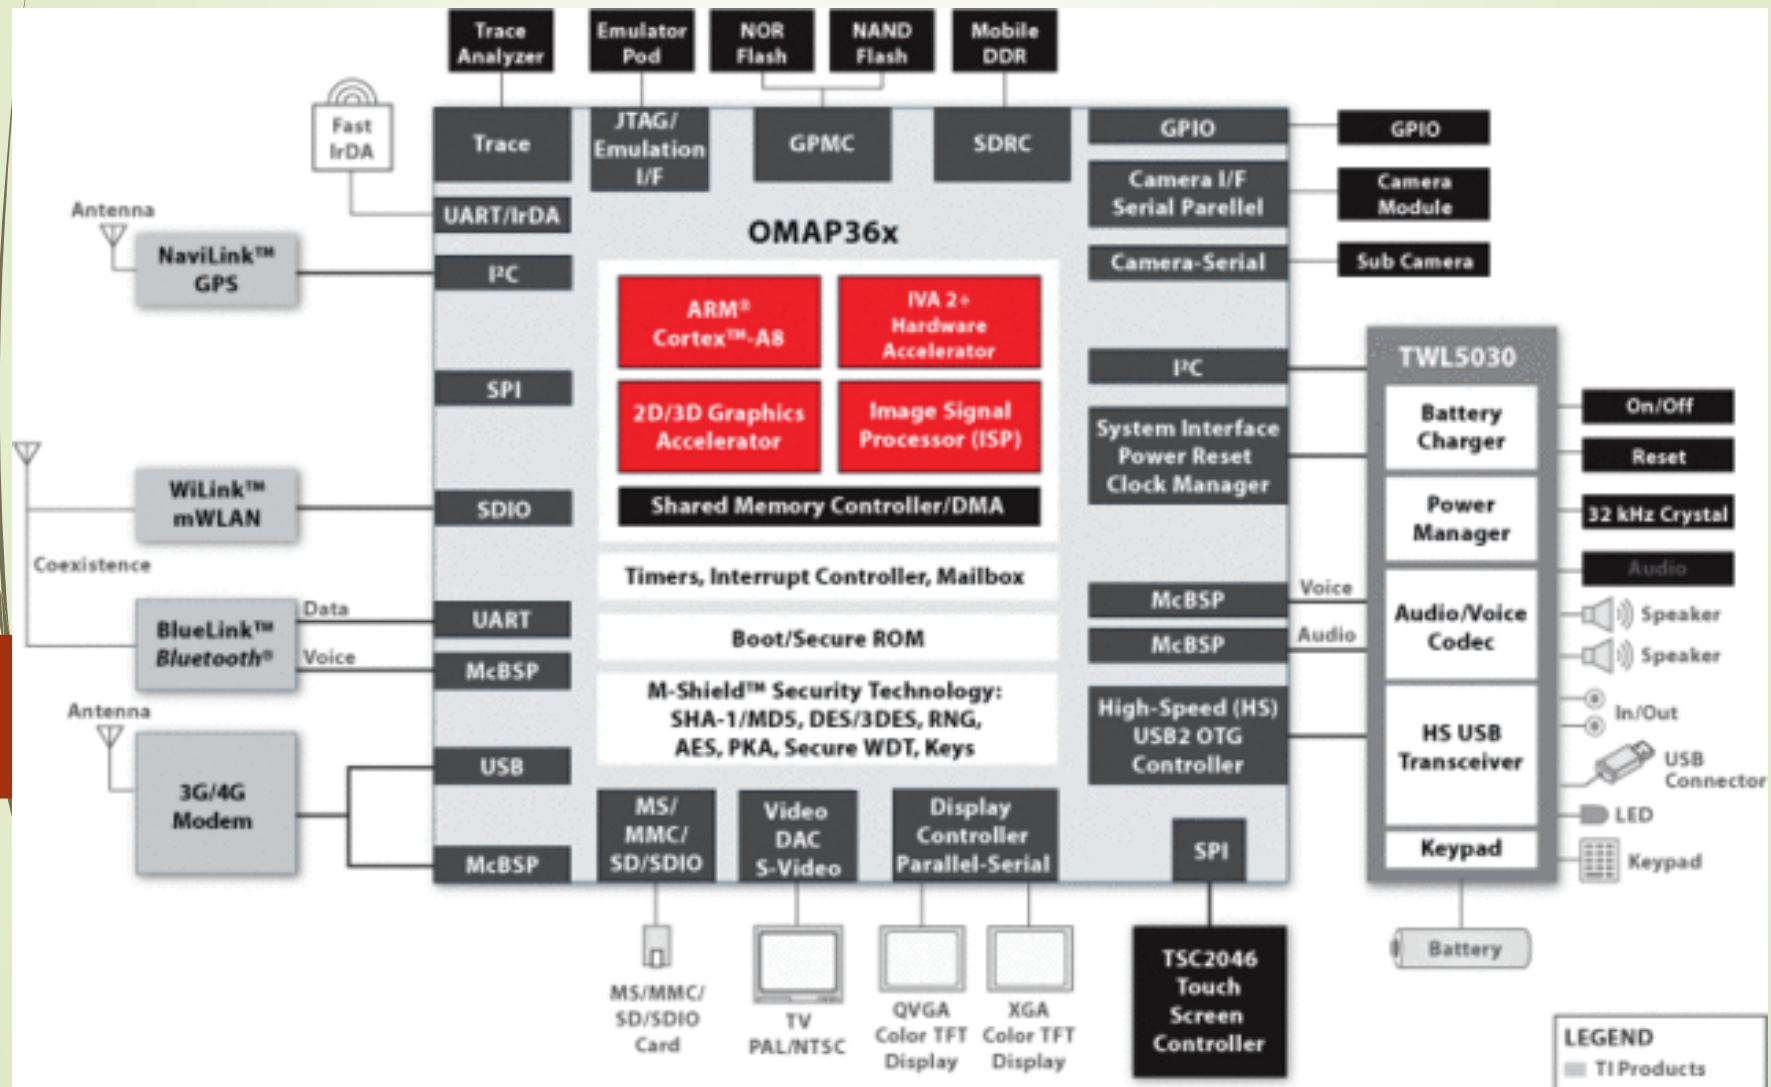 Trace
Analyzer
Emulator
Pod
NOR
Flash
NAND
Flash
Mobile
DDR
Fast
IrDA
Trace
JTAG/
Emulation
I/F
GPMC
SDRC
GPIO
GPIO
Camera I/F
Serial Parellel
Camera
Module
UART/IrDA
Antenna
NaviLink™
GPS
I²C
OMAP36x
Camera-Serial
Sub Camera
ARM®
Cortex™-A8
IVA 2+
Hardware
Accelerator
2D/3D Graphics
Accelerator
Image Signal
Processor (ISP)
Shared Memory Controller/DMA
SPI
I²C
System Interface
Power Reset
Clock Manager
TWL5030
Battery
Charger
On/Off
Reset
Power
Manager
32 kHz Crystal
Audio
WiLink™
mWLAN
SDIO
Coexistence
Timers, Interrupt Controller, Mailbox
BlueLink™
Bluetooth®
Data
Voice
UART
McBSP
Boot/Secure ROM
McBSP
McBSP
Voice
Audio
Audio/Voice
Codec
Speaker
Speaker
M-Shield™ Security Technology:
SHA-1/MD5, DES/3DES, RNG,
AES, PKA, Secure WDT, Keys
High-Speed (HS)
USB2 OTG
Controller
HS USB
Transceiver
In/Out
USB
Connector
LED
Keypad
Keypad
Antenna
3G/4G
Modem
USB
McBSP
MS/
MMC/
SD/SDIO
Video
DAC
S-Video
Display
Controller
Parallel-Serial
SPI
MS/MMC/
SD/SDIO
Card
TV
PAL/NTSC
QVGA
Color TFT
Display
XGA
Color TFT
Display
TSC2046
Touch
Screen
Controller
Battery
LEGEND
TI Products